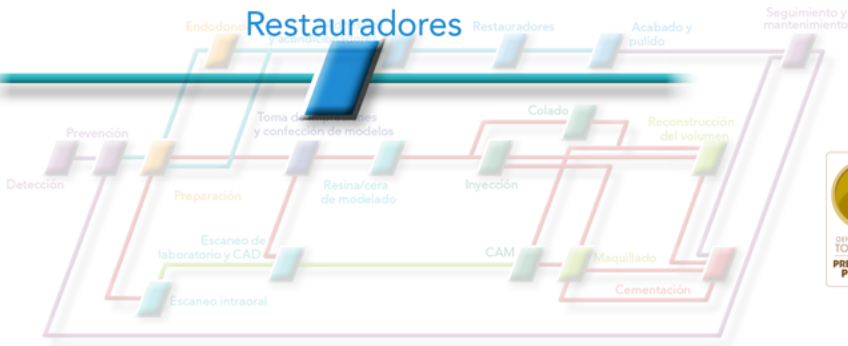 Restauradores
Restauradores
Acabado y
pulido
Seguimiento y
mantenimiento
Toma de
y confección de modelos
Colado
Reconstrucción
del volumen
Prevención
Detección
Preparación
Resina/cera
de modelado
Inyección
Escaneo de
laboratorio y CAD
CAM
Maquillado
Escaneo intraoral
Cementación